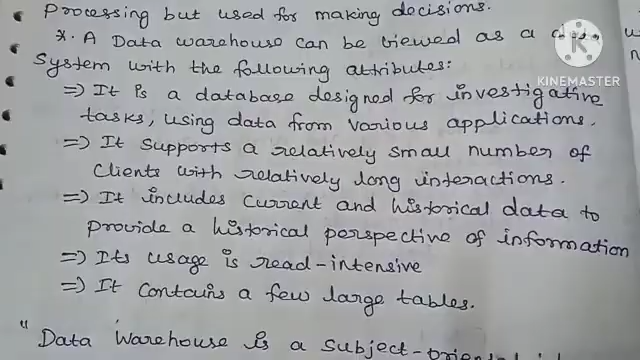 Processing but used for making decisions.
*. A Data warehouse can be viewed as a data
System with the following attributes:
=> It is a database designed for investigative
tasks, using data from various applications.
=> It supports a relatively small number of
Clients with relatively long interactions.
=> It includes current and historical data to
provide a historical perspective of information
=> Its usage is read-intensive
=> It contains a few large tables.
"Data Warehouse is a subject-oriented
KINEMASTER